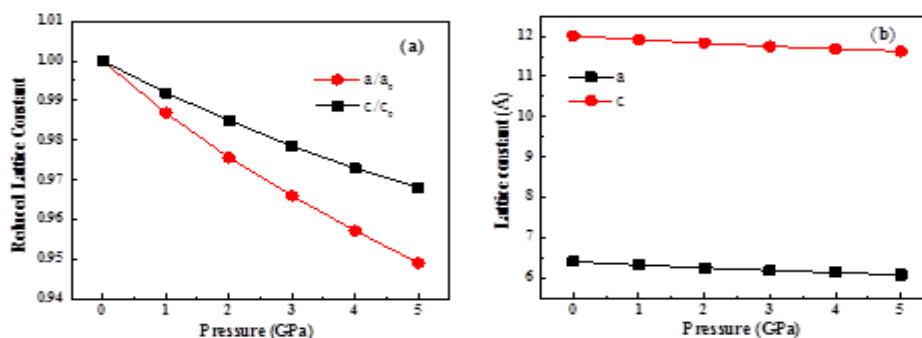 1.01
1.00
0.99
0.98
0.97
0.96
0.95
0.94
Reduced Lattice Constant
(a)
a/a₀
c/c₀
0 1 2 3 4 5
Pressure (GPa)
12
11
10
9
8
7
6
Lattice constant (Å)
(b)
a
c
0 1 2 3 4 5
Pressure (GPa)